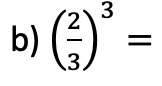 b) (2/3)³ =